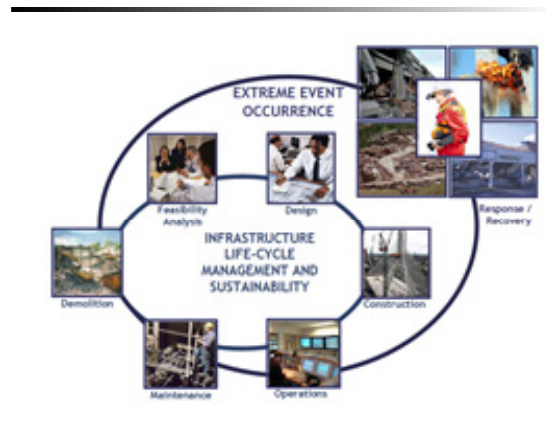 EXTREME EVENT
OCCURRENCE
Feasibility
Analysis
Design
Response /
Recovery
INFRASTRUCTURE
LIFE-CYCLE
MANAGEMENT AND
SUSTAINABILITY
Demolition
Construction
Maintenance
Operations